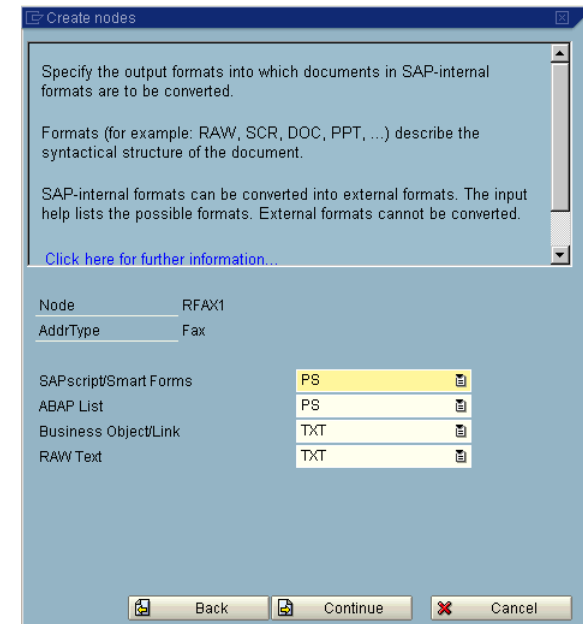 Create nodes
Specify the output formats into which documents in SAP-internal
formats are to be converted.
Formats (for example: RAW, SCR, DOC, PPT, ...) describe the
syntactical structure of the document.
SAP-internal formats can be converted into external formats. The input
help lists the possible formats. External formats cannot be converted.
Click here for further information...
Node RFAX1
AddrType Fax
SAPscript/Smart Forms PS
ABAP List PS
Business Object/Link TXT
RAW Text TXT
Back Continue Cancel